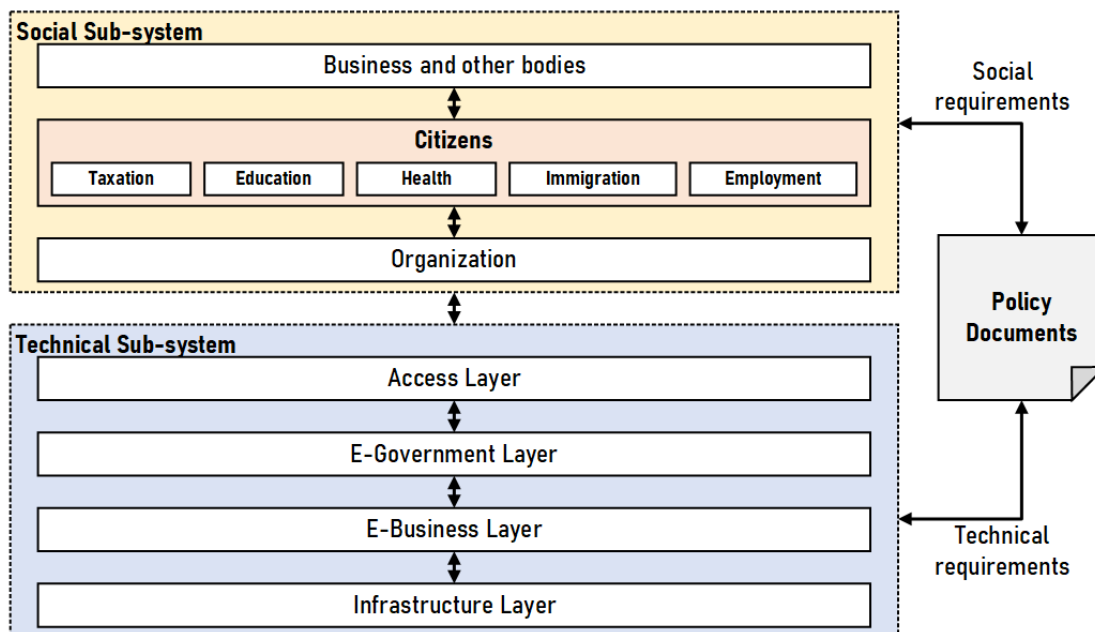 Social Sub-system
Business and other bodies
Citizens
Taxation
Education
Health
Immigration
Employment
Organization
Social
requirements
Policy
Documents
Technical Sub-system
Access Layer
E-Government Layer
E-Business Layer
Infrastructure Layer
Technical
requirements